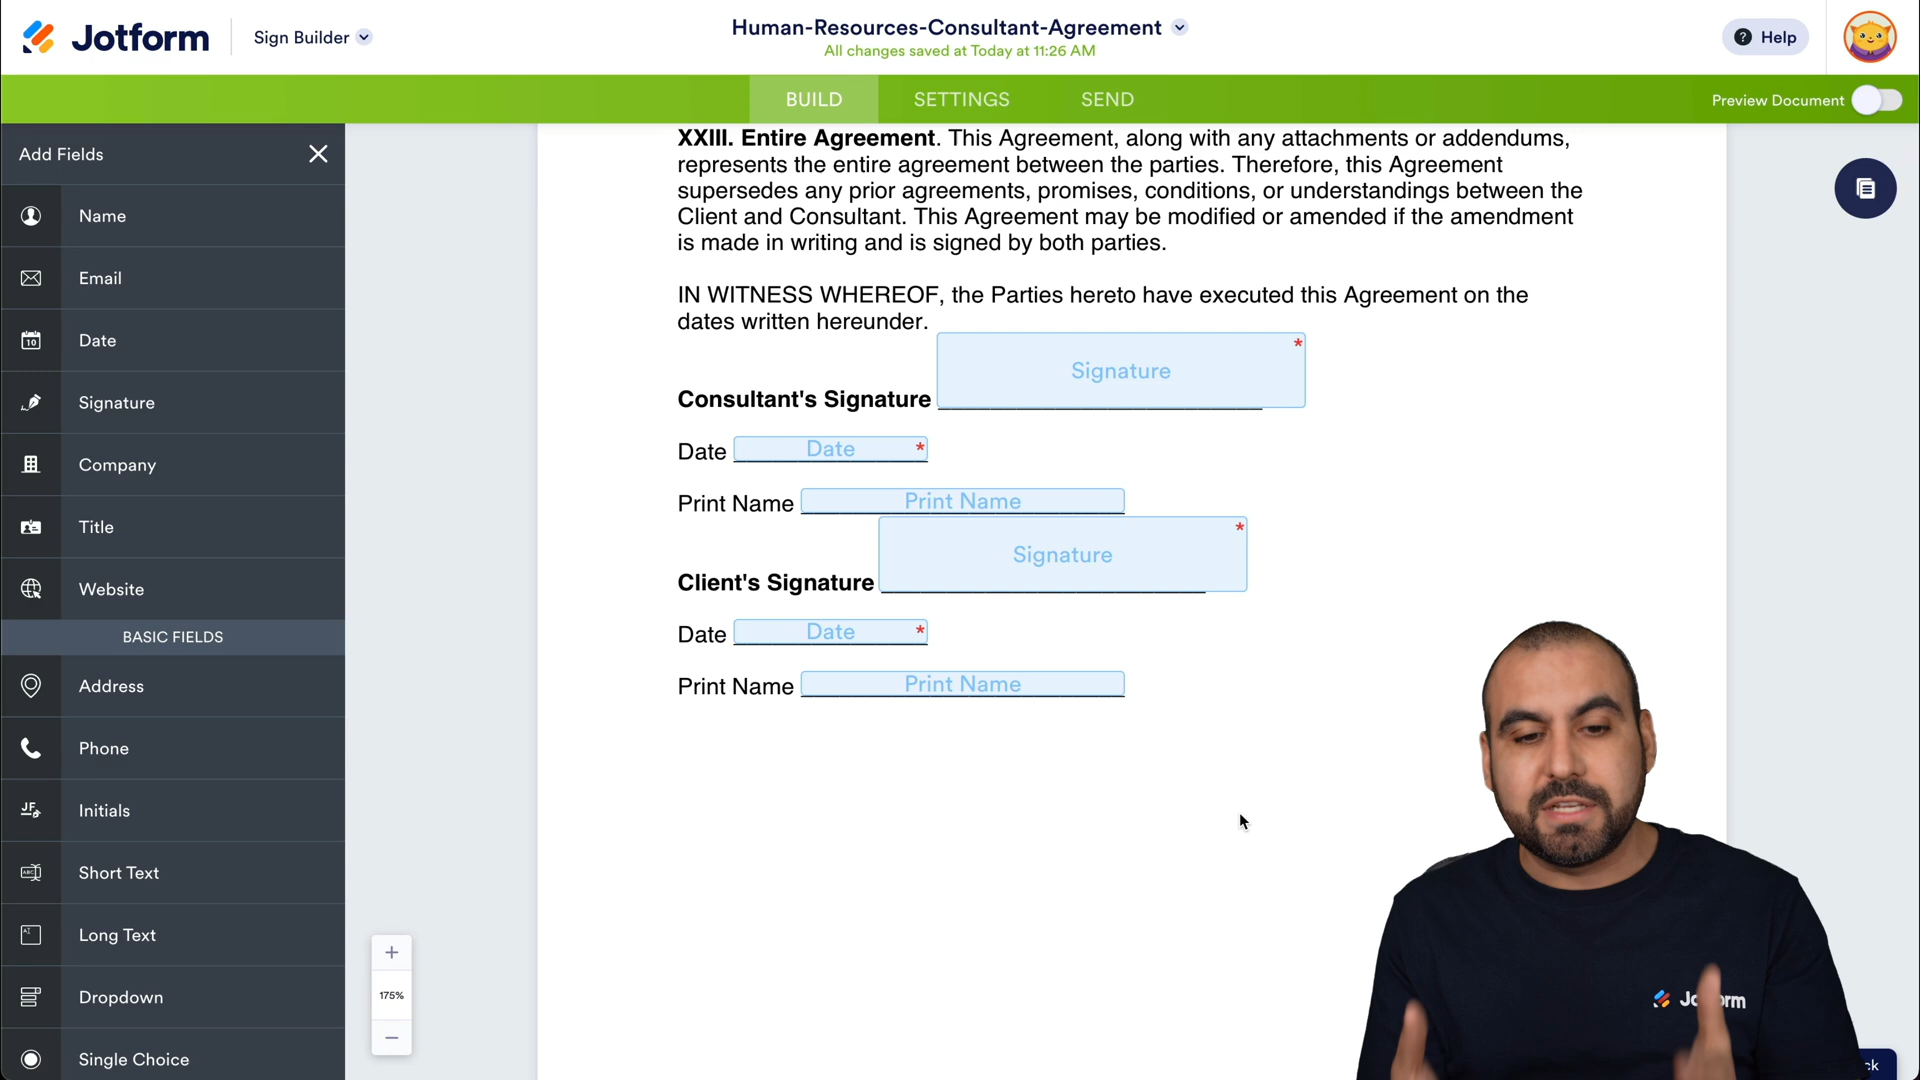 Jotform
Sign Builder
Human-Resources-Consultant-Agreement
All changes saved at Today at 11:26 AM
? Help
BUILD
SETTINGS
SEND
Preview Document
Add Fields
Name
Email
Date
Signature
Company
Title
Website
BASIC FIELDS
Address
Phone
Initials
Short Text
Long Text
Dropdown
Single Choice
175%
XXIII. Entire Agreement. This Agreement, along with any attachments or addendums,
represents the entire agreement between the parties. Therefore, this Agreement
supersedes any prior agreements, promises, conditions, or understandings between the
Client and Consultant. This Agreement may be modified or amended if the amendment
is made in writing and is signed by both parties.
IN WITNESS WHEREOF, the Parties hereto have executed this Agreement on the
dates written hereunder.
Consultant's Signature Signature *
Date Date *
Print Name Print Name
Client's Signature Signature *
Date Date *
Print Name Print Name